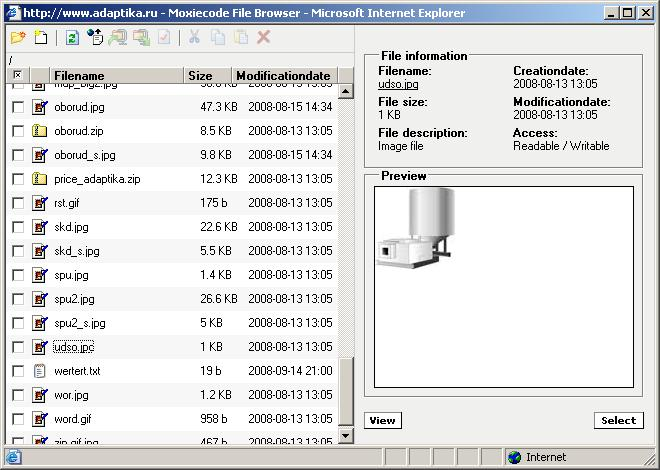 http://www.adaptika.ru - Moxiecode File Browser - Microsoft Internet Explorer
/
Filename Size Modificationdate
oborud.jpg 47.3 KB 2008-08-15 14:34
oborud.zip 8.5 KB 2008-08-13 13:05
oborud_s.jpg 9.8 KB 2008-08-15 14:34
price_adaptika.zip 12.3 KB 2008-08-13 13:05
rst.gif 175 b 2008-08-13 13:05
skd.jpg 22.6 KB 2008-08-13 13:05
skd_s.jpg 5.5 KB 2008-08-13 13:05
spu.jpg 1.4 KB 2008-08-13 13:05
spu2.jpg 26.6 KB 2008-08-13 13:05
spu2_s.jpg 5 KB 2008-08-13 13:05
udso.jpg 1 KB 2008-08-13 13:05
wertert.txt 19 b 2008-09-14 21:00
wor.jpg 1.2 KB 2008-08-13 13:05
word.gif 958 b 2008-08-13 13:05
zip.gif.jpg 467 b 2008-08-13 13:05
File information
Filename: Creationdate:
udso.jpg 2008-08-13 13:05
File size: Modificationdate:
1 KB 2008-08-13 13:05
File description: Access:
Image file Readable / Writable
Preview
View Select
Internet